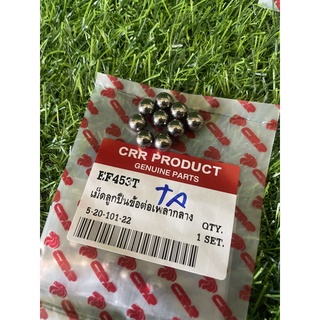 CRR PRODUCT
GENUINE PARTS
EF453T
TA
เม็ดลูกปืนข้อต่อเพลากลาง
5-20-101-22
QTY.
1 SET.